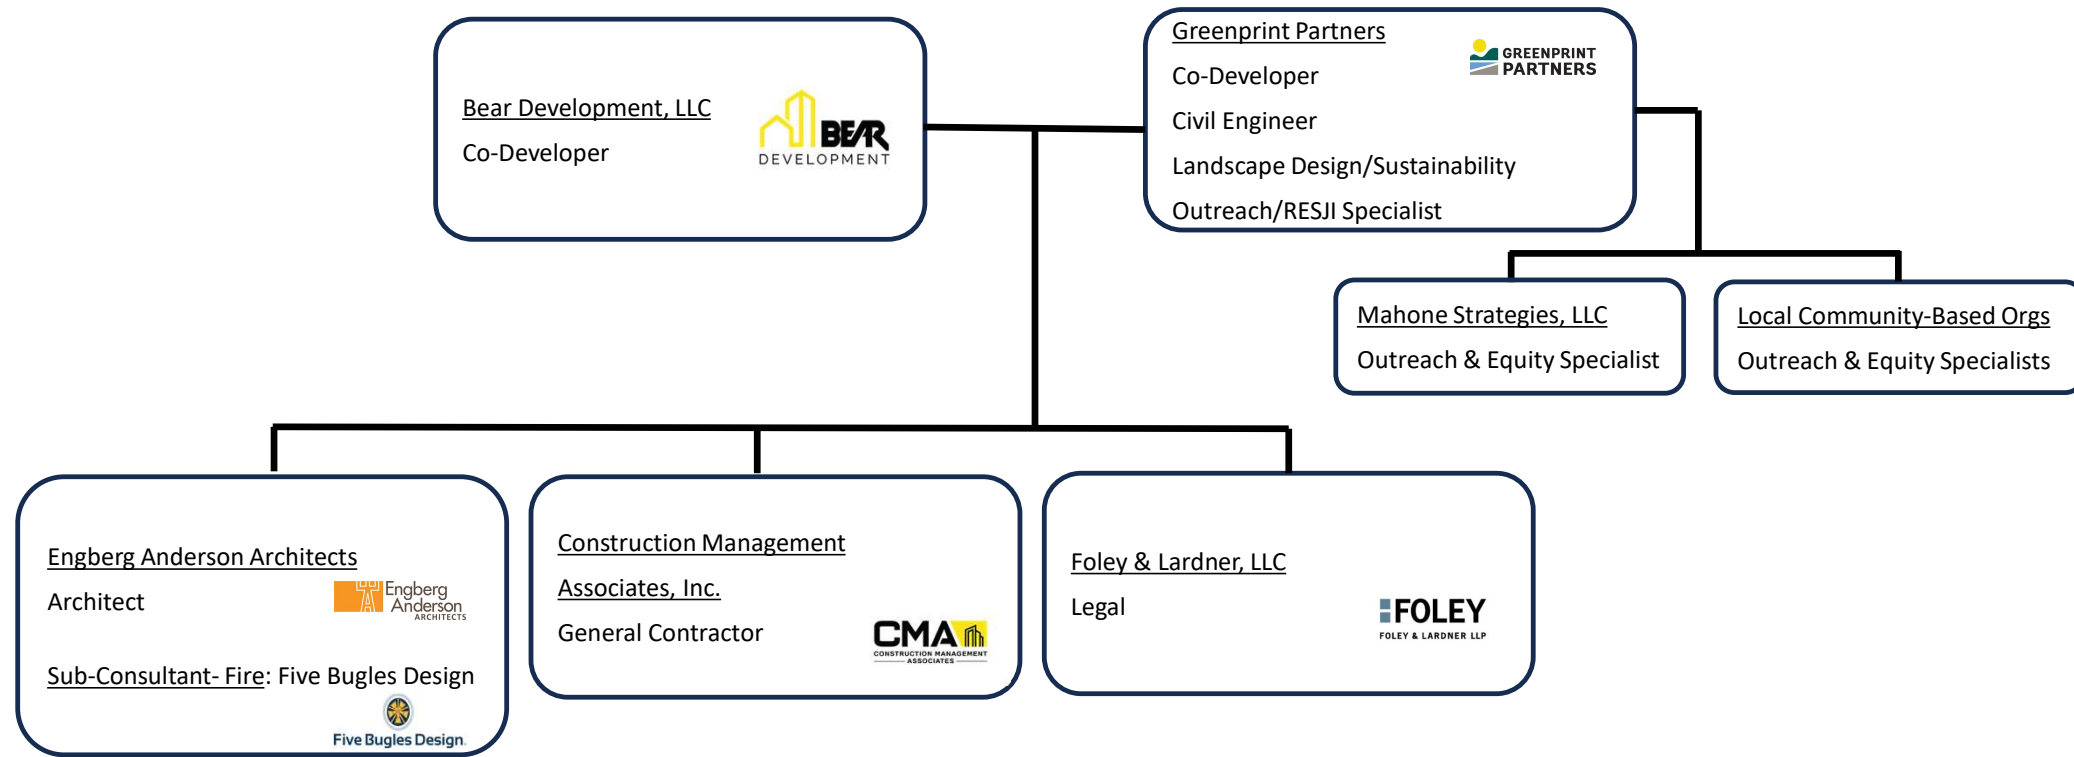 Bear Development, LLC
Co-Developer
BEAR
DEVELOPMENT
Greenprint Partners
Co-Developer
Civil Engineer
Landscape Design/Sustainability
Outreach/RESJI Specialist
GREENPRINT
PARTNERS
Mahone Strategies, LLC
Outreach & Equity Specialist
Local Community-Based Orgs
Outreach & Equity Specialists
Engberg Anderson Architects
Architect
Engberg
Anderson
ARCHITECTS
Sub-Consultant- Fire: Five Bugles Design
Five Bugles Design
Construction Management
Associates, Inc.
General Contractor
CMA
CONSTRUCTION MANAGEMENT
ASSOCIATES
Foley & Lardner, LLC
Legal
FOLEY
FOLEY & LARDNER LLP